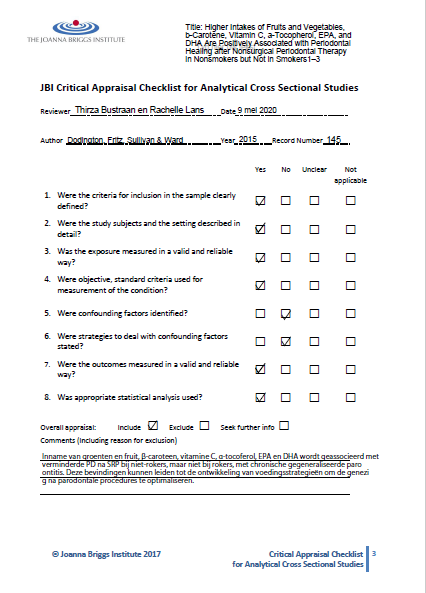 THE JOANNA BRIGGS INSTITUTE
Title: Higher Intakes of Fruits and Vegetables,
b-Carotene, Vitamin C, a-Tocopherol, EPA, and
DHA Are Positively Associated with Periodontal
Healing after Nonsurgical Periodontal Therapy
in Nonsmokers but Not in Smokers1–3
JBI Critical Appraisal Checklist for Analytical Cross Sectional Studies
Reviewer Thirza Bustraan en Rachelle Lans Date 9 mei 2020
Author Dodington, Fritz, Sullivan & Ward Year 2015 Record Number 145
Yes No Unclear Not
applicable
1. Were the criteria for inclusion in the sample clearly
defined?
2. Were the study subjects and the setting described in
detail?
3. Was the exposure measured in a valid and reliable
way?
4. Were objective, standard criteria used for
measurement of the condition?
5. Were confounding factors identified?
6. Were strategies to deal with confounding factors
stated?
7. Were the outcomes measured in a valid and reliable
way?
8. Was appropriate statistical analysis used?
Overall appraisal: Include Exclude Seek further info
Comments (Including reason for exclusion)
Inname van groenten en fruit, β-caroteen, vitamine C, α-tocoferol, EPA en DHA wordt geassocieerd met
verminderde PD na SRP bij niet-rokers, maar niet bij rokers, met chronische gegeneraliseerde paro
ontitis. Deze bevindingen kunnen leiden tot de ontwikkeling van voedingsstrategieën om de genezi
g na parodontale procedures te optimaliseren.
© Joanna Briggs Institute 2017
Critical Appraisal Checklist 3
for Analytical Cross Sectional Studies